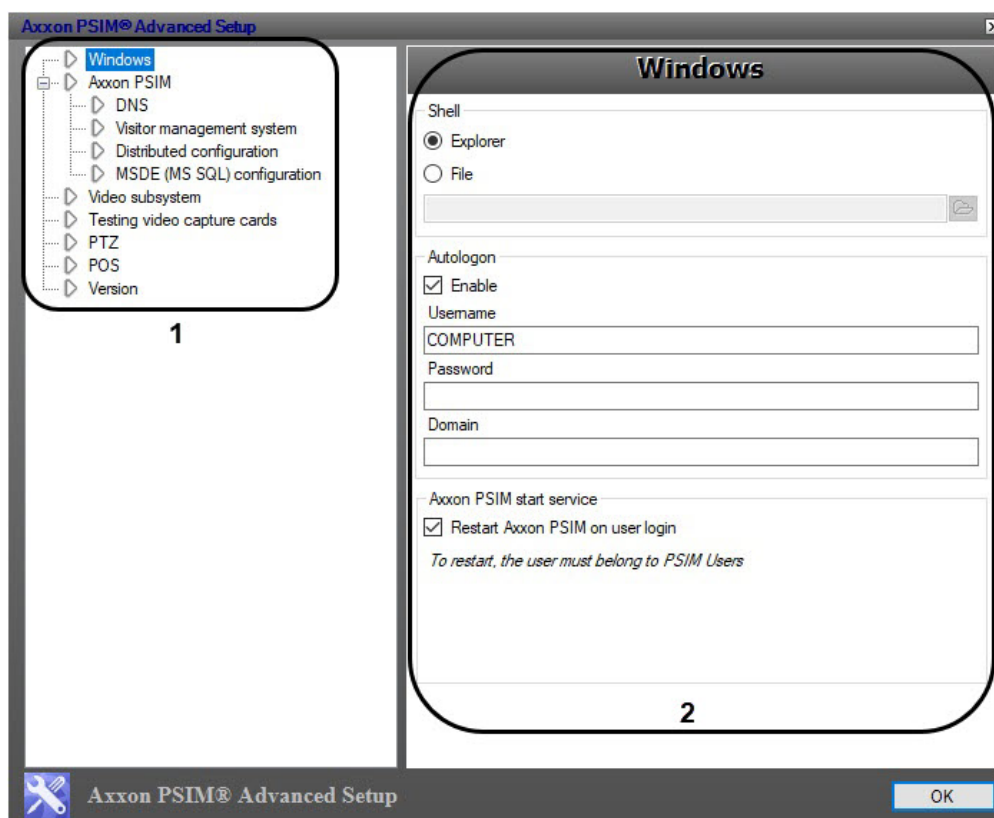 Axxon PSIM® Advanced Setup
Windows
Axxon PSIM
DNS
Visitor management system
Distributed configuration
MSDE (MS SQL) configuration
Video subsystem
Testing video capture cards
PTZ
POS
Version
1
Windows
Shell
Explorer
File
Autologon
Enable
Username
COMPUTER
Password
Domain
Axxon PSIM start service
Restart Axxon PSIM on user login
To restart, the user must belong to PSIM Users
2
Axxon PSIM® Advanced Setup
OK